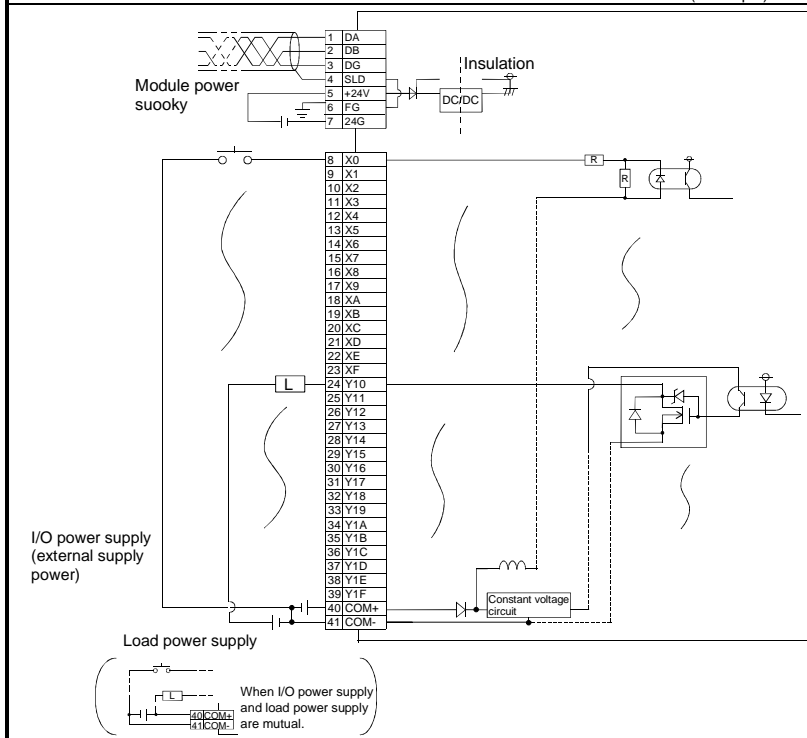 1 DA
2 DB
3 DG
4 SLD
5 +24V
6 FG
7 24G
Module power
suooky
Insulation
DC/DC
8 X0
9 X1
10 X2
11 X3
12 X4
13 X5
14 X6
15 X7
16 X8
17 X9
18 XA
19 XB
20 XC
21 XD
22 XE
23 XF
24 Y10
25 Y11
26 Y12
27 Y13
28 Y14
29 Y15
30 Y16
31 Y17
32 Y18
33 Y19
34 Y1A
35 Y1B
36 Y1C
37 Y1D
38 Y1E
39 Y1F
40 COM+
41 COM-
R
R
L
I/O power supply
(external supply
power)
Constant voltage
circuit
Load power supply
L
When I/O power supply
and load power supply
are mutual.
40 COM+
41 COM-